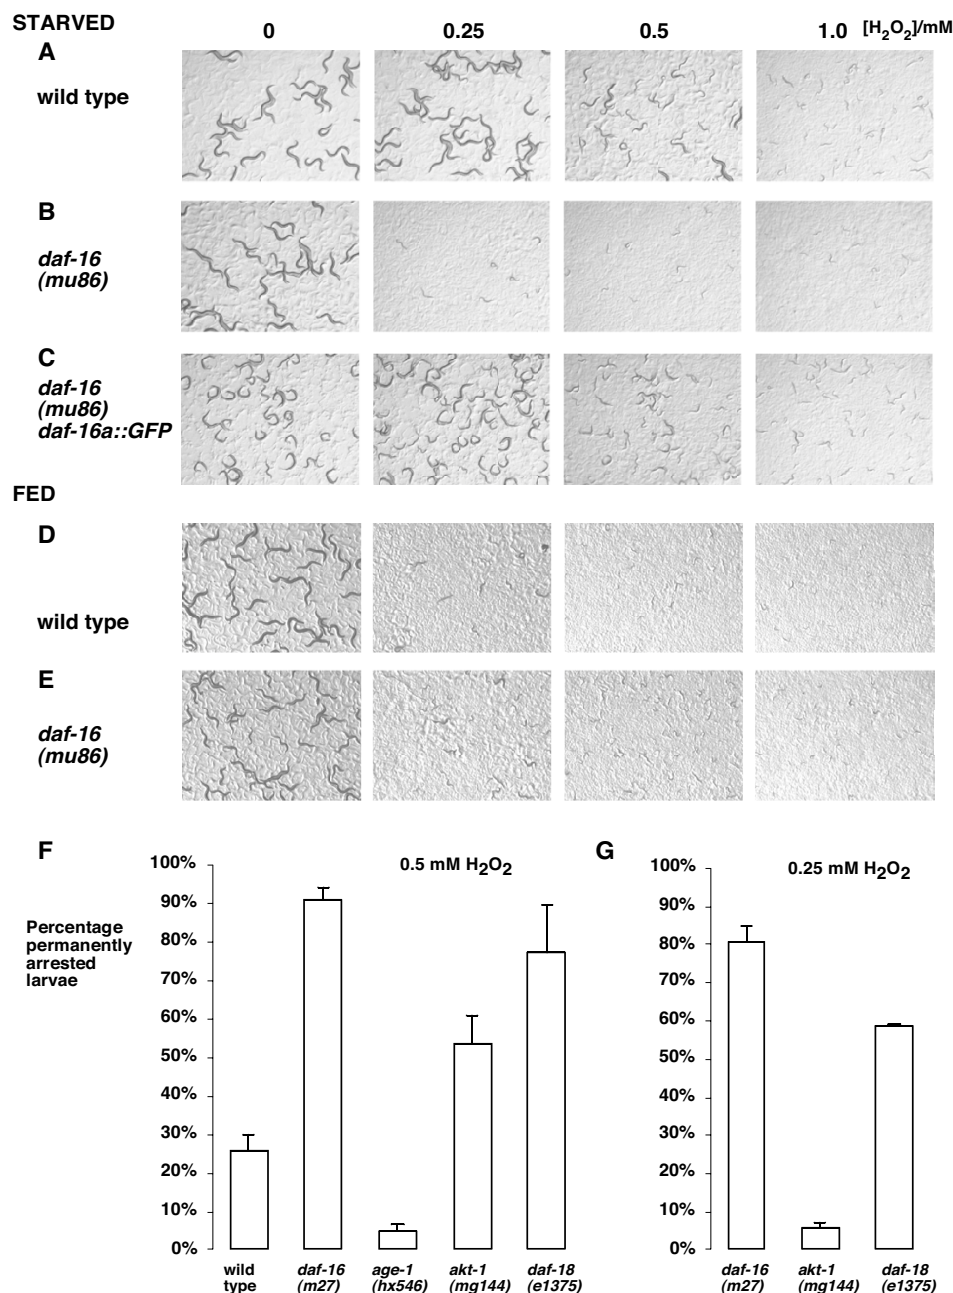 STARVED
0 0.25 0.5 1.0 [H2O2]/mM
A
wild type
B
daf-16
(mu86)
C
daf-16
(mu86)
daf-16a::GFP
FED
D
wild type
E
daf-16
(mu86)
F
0.5 mM H2O2
Percentage
permanently
arrested
larvae
100%
90%
80%
70%
60%
50%
40%
30%
20%
10%
0%
wild daf-16 age-1 akt-1 daf-18
type (m27) (hx546) (mg144) (e1375)
G
0.25 mM H2O2
100%
90%
80%
70%
60%
50%
40%
30%
20%
10%
0%
daf-16 akt-1 daf-18
(m27) (mg144) (e1375)